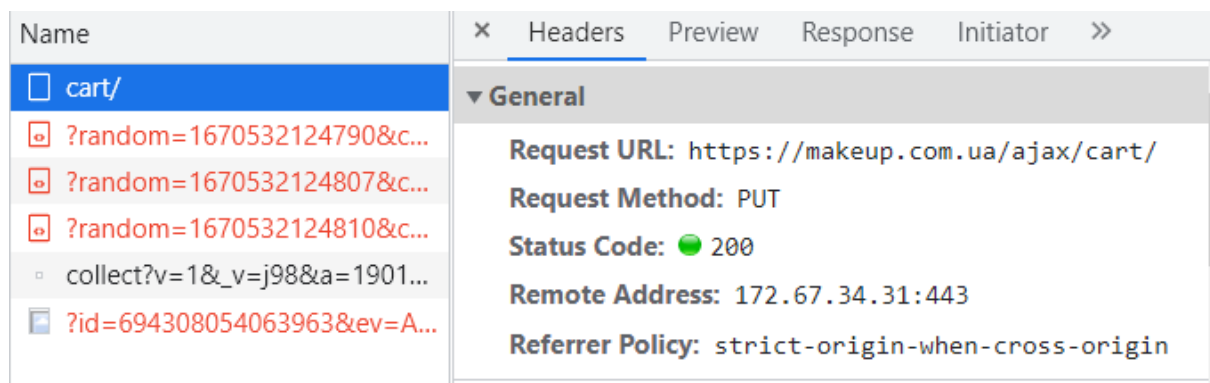 Name
cart/
?random=1670532124790&c...
?random=1670532124807&c...
?random=1670532124810&c...
collect?v=1&_v=j98&a=1901...
?id=694308054063963&ev=A...
× Headers Preview Response Initiator »
▼ General
Request URL: https://makeup.com.ua/ajax/cart/
Request Method: PUT
Status Code: 200
Remote Address: 172.67.34.31:443
Referrer Policy: strict-origin-when-cross-origin